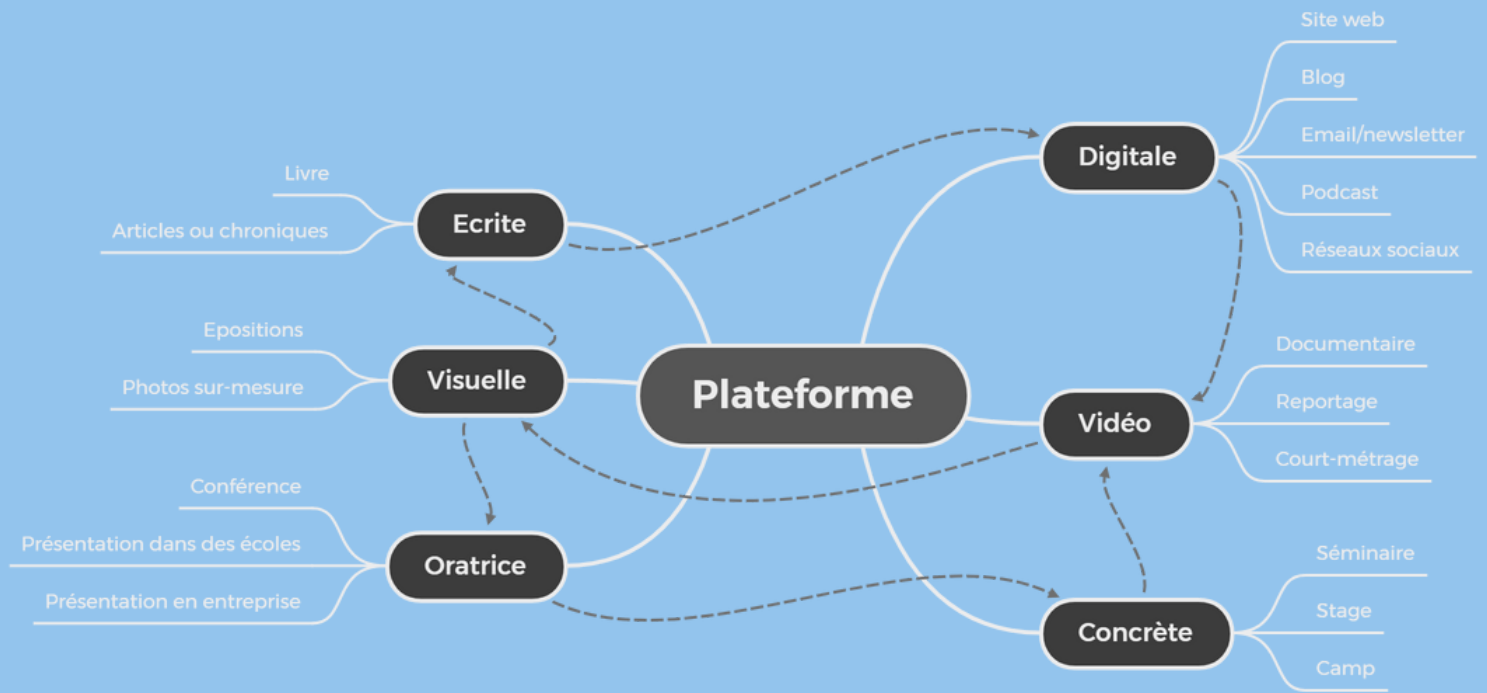 Plateforme
Ecrite
Livre
Articles ou chroniques
Visuelle
Epositions
Photos sur-mesure
Oratrice
Conférence
Présentation dans des écoles
Présentation en entreprise
Digitale
Site web
Blog
Email/newsletter
Podcast
Réseaux sociaux
Vidéo
Documentaire
Reportage
Court-métrage
Concrète
Séminaire
Stage
Camp